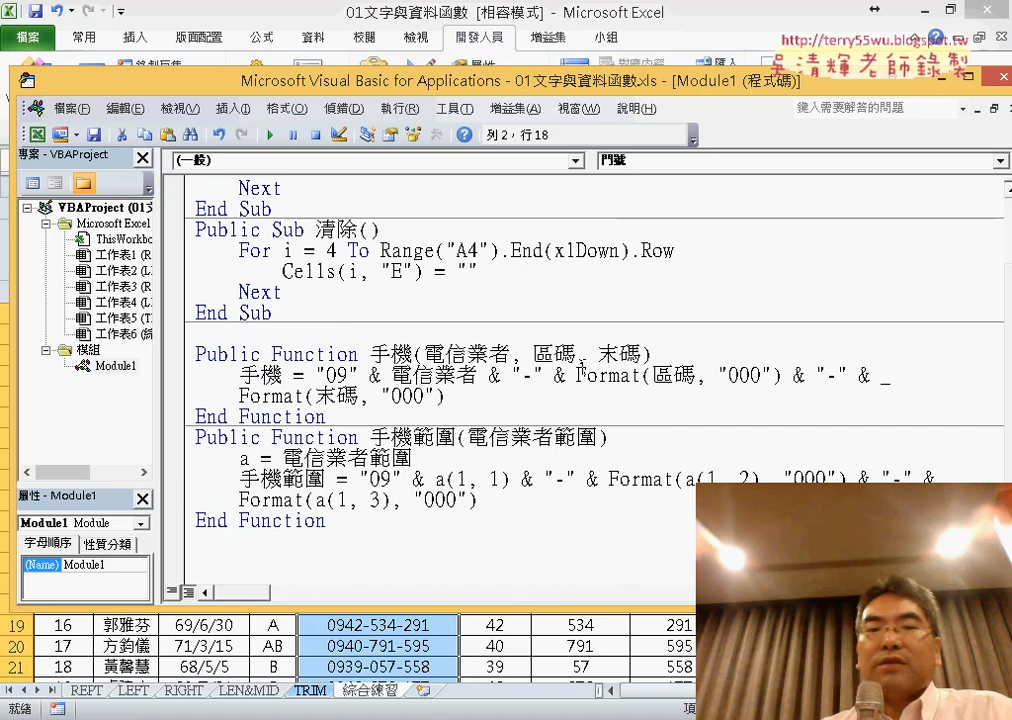 01文字與資料函數 [相容模式] - Microsoft Excel
檔案 常用 插入 版面配置 公式 資料 校閱 檢視 開發人員 增益集 小組
http://terry55wu.blogspot.tw
吳清輝老師錄製
Microsoft Visual Basic for Applications - 01文字與資料函數.xls - [Module1 (程式碼)]
檔案(F) 編輯(E) 檢視(V) 插入(I) 格式(O) 偵錯(D) 執行(R) 工具(T) 增益集(A) 視窗(W) 說明(H) 鍵入需要解答的問題
列 2, 行 18
專案 - VBAProject
(一般) 門號
VBAProject (01文
Microsoft Excel
ThisWorkbo
工作表1 (R
工作表2 (L
工作表3 (R
工作表4 (L
工作表5 (T
工作表6 (綜
模組
Module1
屬性 - Module1
Module1 Module
字母順序 性質分類
(Name) Module1
Next
End Sub
Public Sub 清除()
For i = 4 To Range("A4").End(xlDown).Row
Cells(i, "E") = ""
Next
End Sub
Public Function 手機(電信業者, 區碼, 末碼)
手機 = "09" & 電信業者 & "-" & Format(區碼, "000") & "-" & _
Format(末碼, "000")
End Function
Public Function 手機範圍(電信業者範圍)
a = 電信業者範圍
手機範圍 = "09" & a(1, 1) & "-" & Format(a(1, 2), "000") & "-" &
Format(a(1, 3), "000")
End Function
19 16 郭雅芬 69/6/30 A 0942-534-291 42 534 291
20 17 方鈞儀 71/3/15 AB 0940-791-595 40 791 595
21 18 黃馨慧 68/5/5 B 0939-057-558 39 57 558
REPT LEFT RIGHT LEN&MID TRIM 綜合練習
就緒